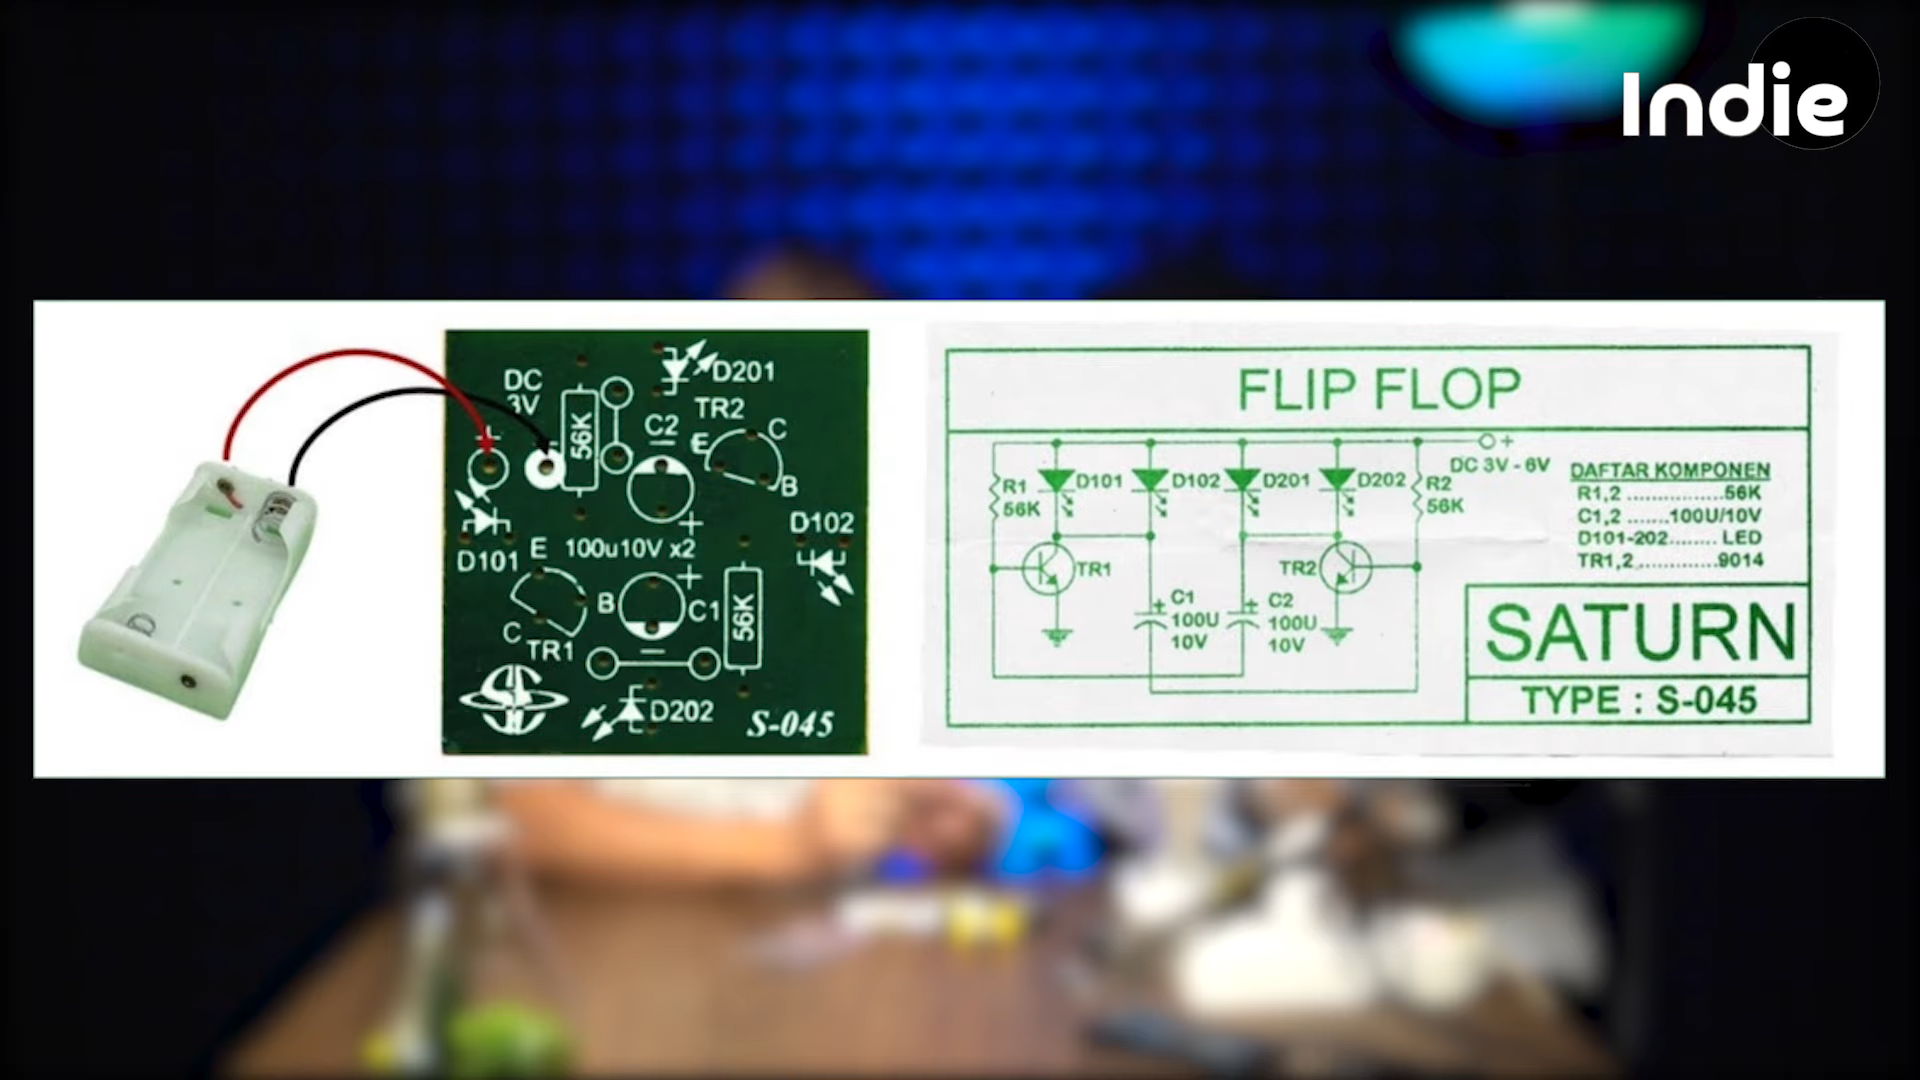 Indie
DC
3V
+
56K
D201
TR2
C2
E
C
B
D101
D102
+
100u10V x2
+
E
B
C
TR1
C1
56K
D202
S-045
FLIP FLOP
R1
56K
D101
D102
D201
D202
+
DC 3V - 6V
R2
56K
TR1
TR2
+
C1
100U
10V
+
C2
100U
10V
DAFTAR KOMPONEN
R1,2 ................56K
C1,2 .......100U/10V
D101-202........ LED
TR1,2.............9014
SATURN
TYPE : S-045